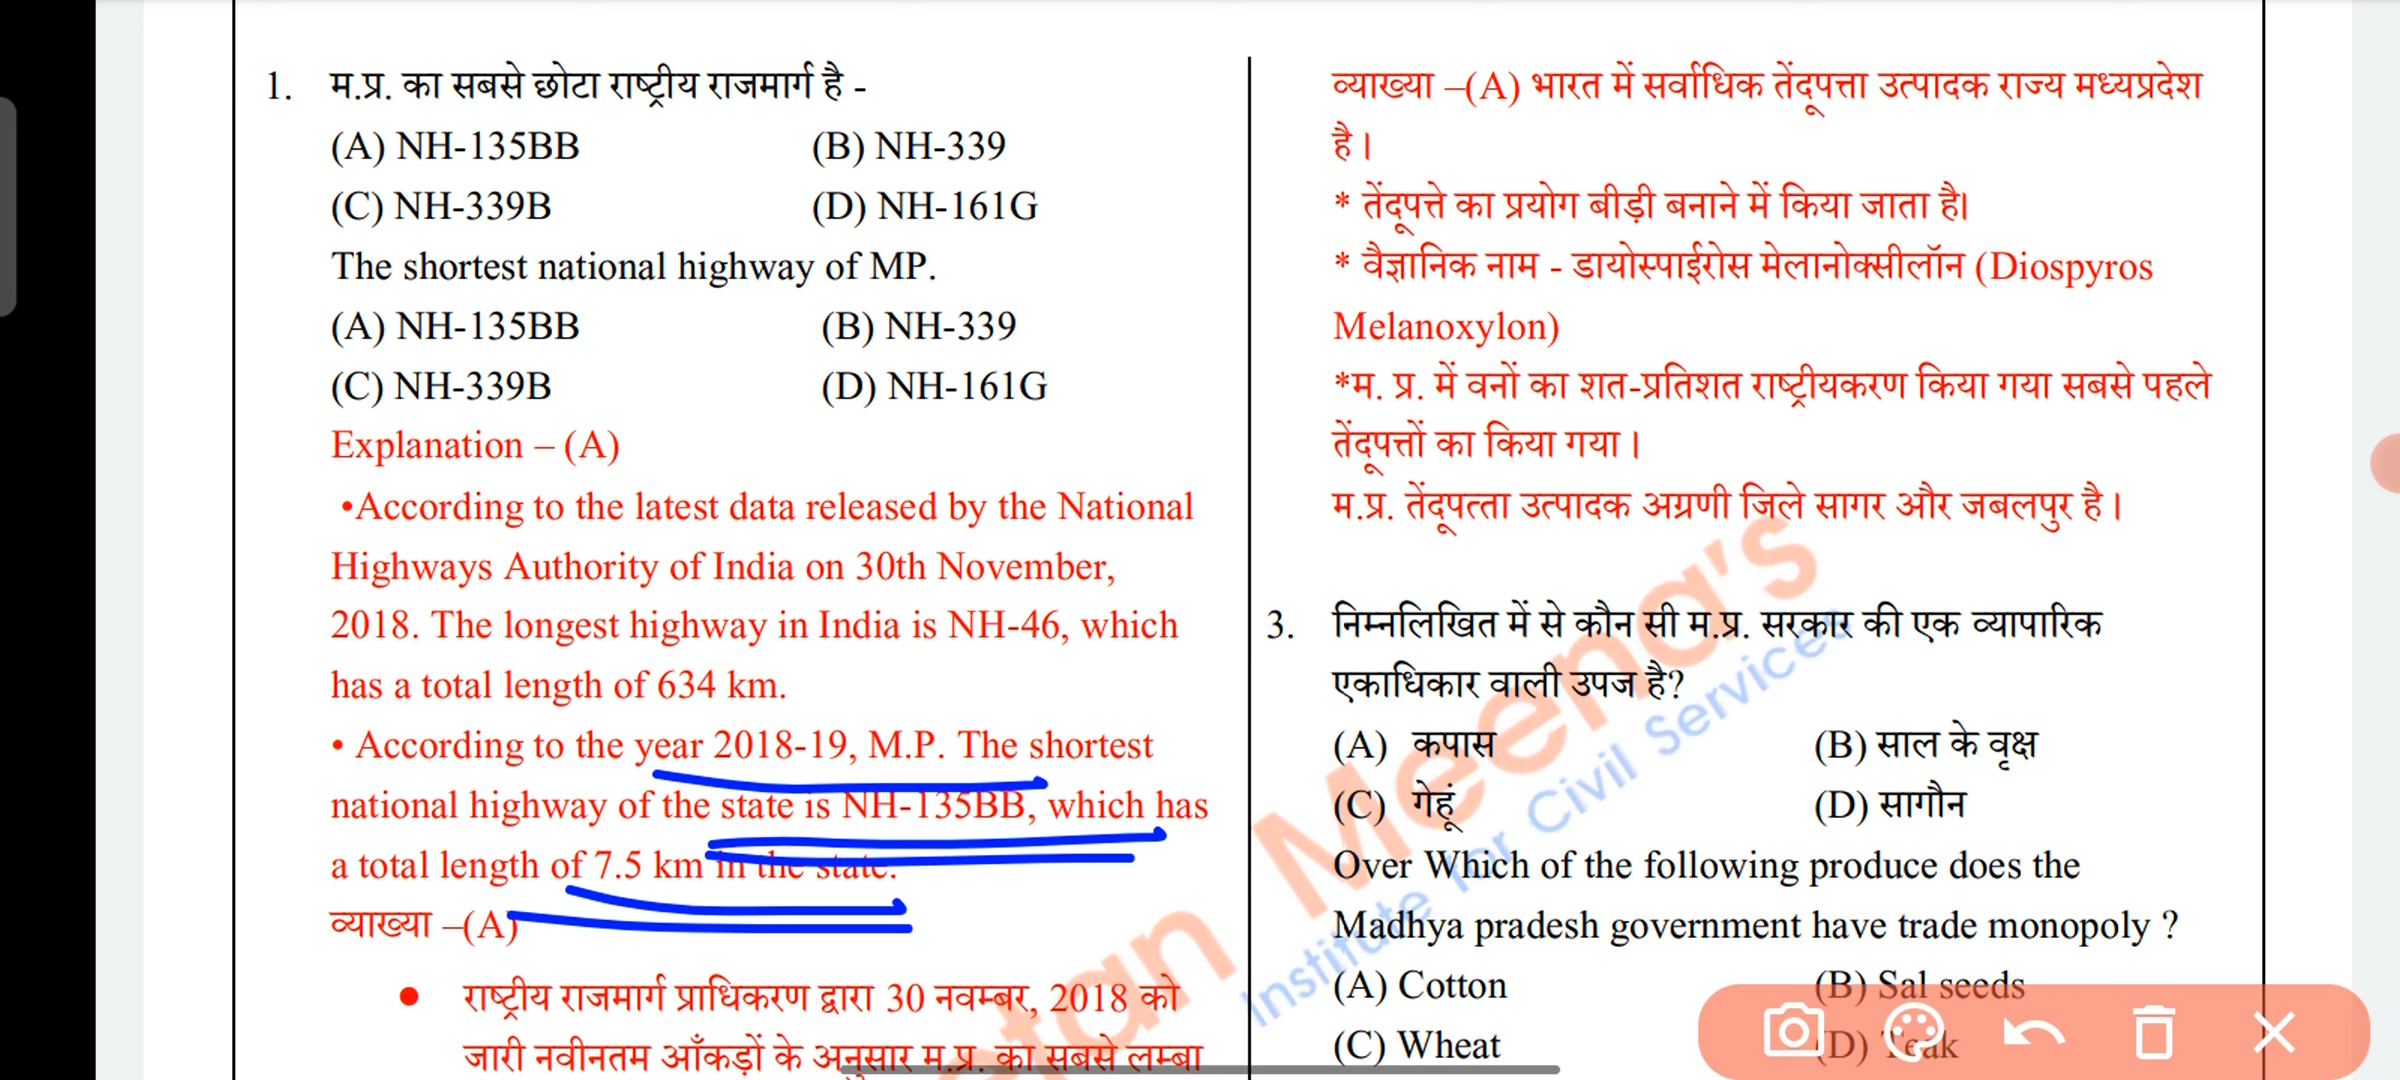 1. म.प्र. का सबसे छोटा राष्ट्रीय राजमार्ग है -
(A) NH-135BB (B) NH-339
(C) NH-339B (D) NH-161G
The shortest national highway of MP.
(A) NH-135BB (B) NH-339
(C) NH-339B (D) NH-161G
Explanation – (A)
•According to the latest data released by the National
Highways Authority of India on 30th November,
2018. The longest highway in India is NH-46, which
has a total length of 634 km.
• According to the year 2018-19, M.P. The shortest
national highway of the state is NH-135BB, which has
a total length of 7.5 km in the state.
व्याख्या –(A)
● राष्ट्रीय राजमार्ग प्राधिकरण द्वारा 30 नवम्बर, 2018 को
जारी नवीनतम आँकड़ों के अनुसार म.प्र. का सबसे लम्बा
व्याख्या –(A) भारत में सर्वाधिक तेंदूपत्ता उत्पादक राज्य मध्यप्रदेश
है।
* तेंदूपत्ते का प्रयोग बीड़ी बनाने में किया जाता है।
* वैज्ञानिक नाम - डायोस्पाईरोस मेलानोक्सीलॉन (Diospyros
Melanoxylon)
*म. प्र. में वनों का शत-प्रतिशत राष्ट्रीयकरण किया गया सबसे पहले
तेंदूपत्तों का किया गया।
म.प्र. तेंदूपत्ता उत्पादक अग्रणी जिले सागर और जबलपुर है।
3. निम्नलिखित में से कौन सी म.प्र. सरकार की एक व्यापारिक
एकाधिकार वाली उपज है?
(A) कपास (B) साल के वृक्ष
(C) गेहूं (D) सागौन
Over Which of the following produce does the
Madhya pradesh government have trade monopoly ?
(A) Cotton (B) Sal seeds
(C) Wheat (D) Teak
Meena's
Institute for Civil Services